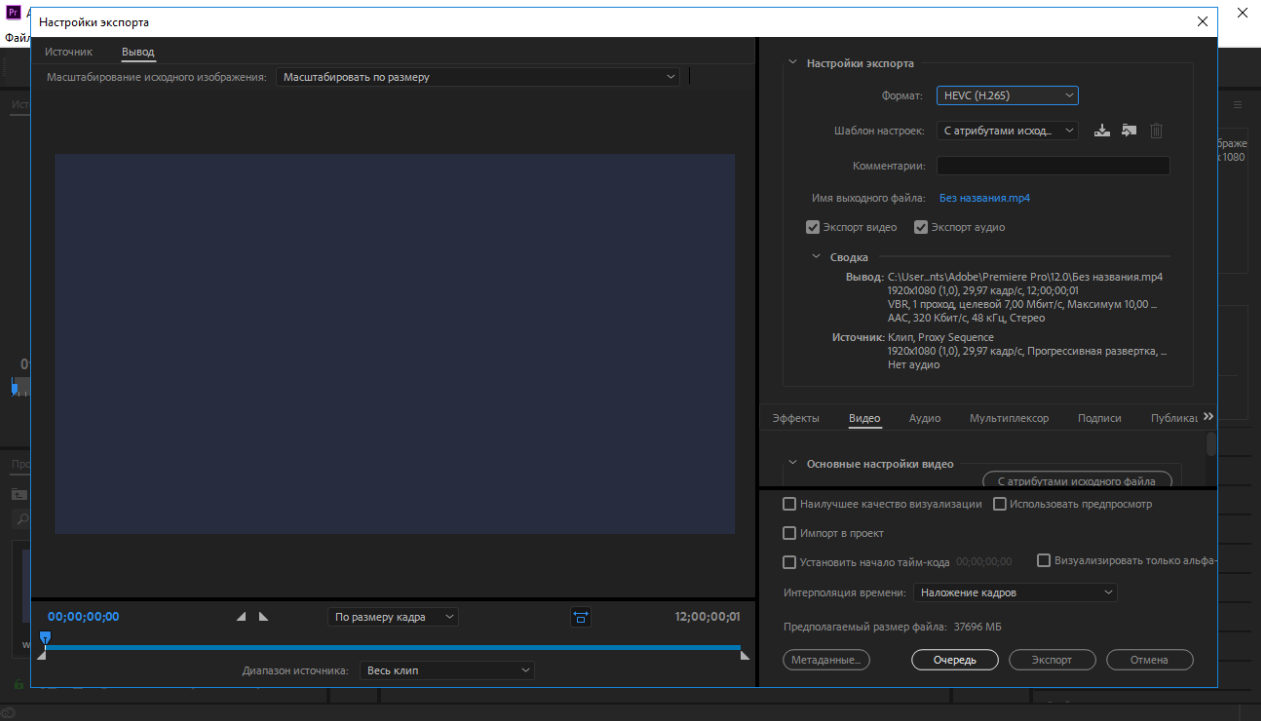 Pr
Файл
Настройки экспорта
Источник Вывод
Масштабирование исходного изображения: Масштабировать по размеру
Настройки экспорта
Формат: HEVC (H.265)
Шаблон настроек: С атрибутами исход...
Комментарии:
Имя выходного файла: Без названия.mp4
Экспорт видео Экспорт аудио
Сводка
Вывод: C:\User...nts\Adobe\Premiere Pro\12.0\Без названия.mp4
1920x1080 (1,0), 29,97 кадр/с, 12;00;00;01
VBR, 1 проход, целевой 7,00 Мбит/с, Максимум 10,00 ...
AAC, 320 Кбит/с, 48 кГц, Стерео
Источник: Клип, Proxy Sequence
1920x1080 (1,0), 29,97 кадр/с, Прогрессивная развертка, ...
Нет аудио
Эффекты Видео Аудио Мультиплексор Подписи Публикац
Основные настройки видео
С атрибутами исходного файла
Наилучшее качество визуализации Использовать предпросмотр
Импорт в проект
Установить начало тайм-кода 00;00;00;00 Визуализировать только альфа-
Интерполяция времени: Наложение кадров
Предполагаемый размер файла: 37696 МБ
Метаданные... Очередь Экспорт Отмена
00;00;00;00 По размеру кадра 12;00;00;01
Диапазон источника: Весь клип